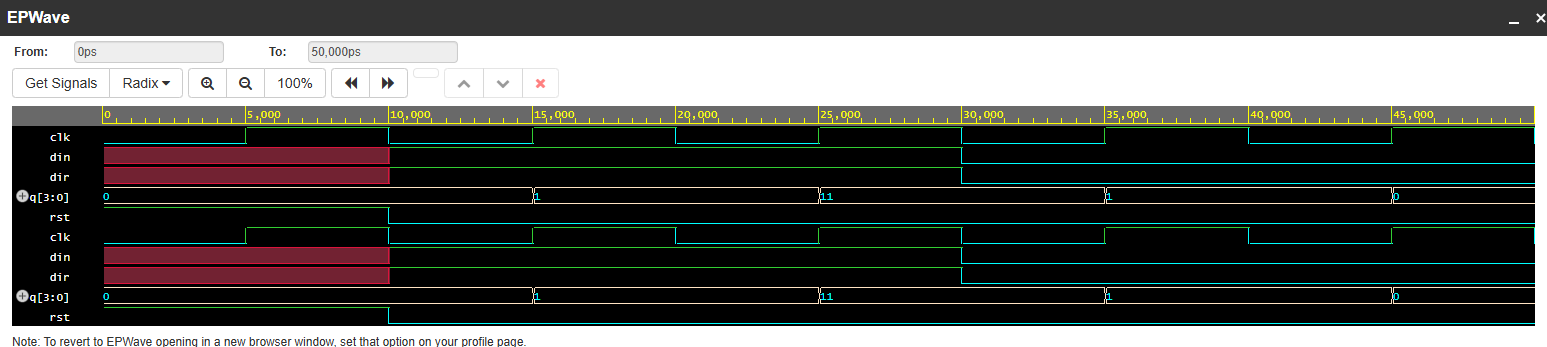 EPWave
From: 0ps To: 50,000ps
Get Signals Radix 100%
0 5,000 10,000 15,000 20,000 25,000 30,000 35,000 40,000 45,000
clk
din
dir
q[3:0] 0 1 11 1 0
rst
clk
din
dir
q[3:0] 0 1 11 1 0
rst
Note: To revert to EPWave opening in a new browser window, set that option on your profile page.